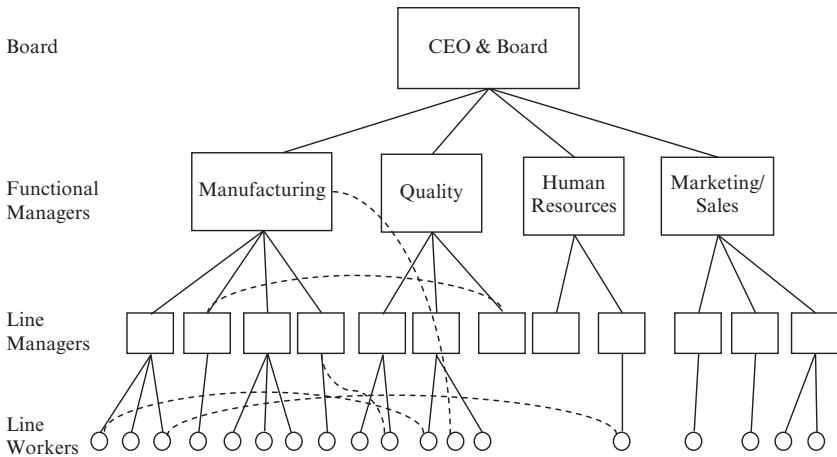 Board
CEO & Board
Functional
Managers
Manufacturing
Quality
Human
Resources
Marketing/
Sales
Line
Managers
Line
Workers